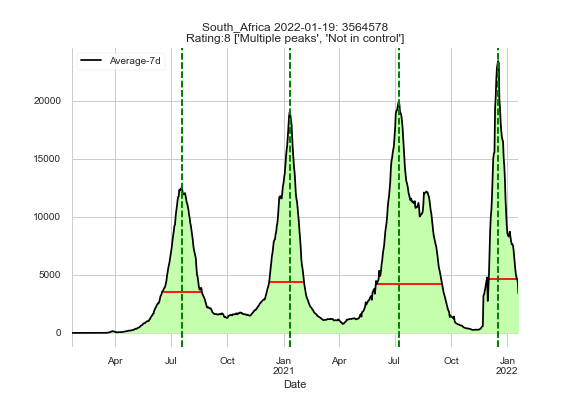 South_Africa 2022-01-19: 3564578
Rating:8 ['Multiple peaks', 'Not in control']
Average-7d
20000
15000
10000
5000
0
Apr Jul Oct Jan Apr Jul Oct Jan
2021 2022
Date